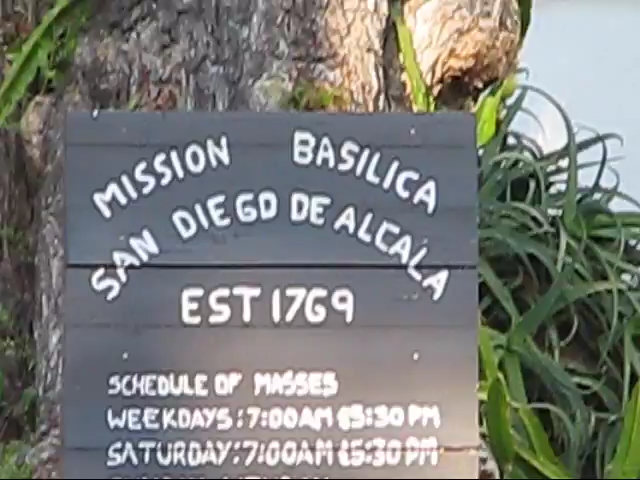 MISSION BASILICA
SAN DIEGO DE ALCALÁ
EST 1769
SCHEDULE OF MASSES
WEEKDAYS: 7:00AM &5:30 PM
SATURDAY: 7:00AM &5:30 PM